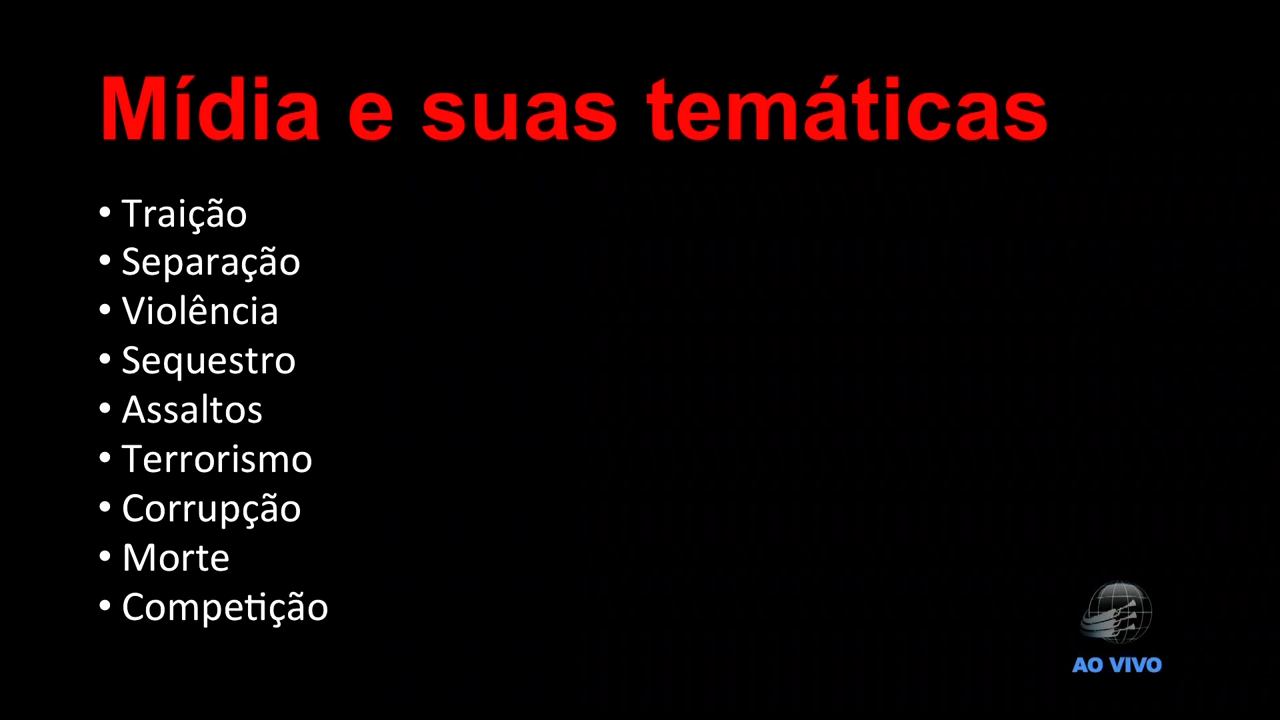 Mídia e suas temáticas
• Traição
• Separação
• Violência
• Sequestro
• Assaltos
• Terrorismo
• Corrupção
• Morte
• Competição
AO VIVO